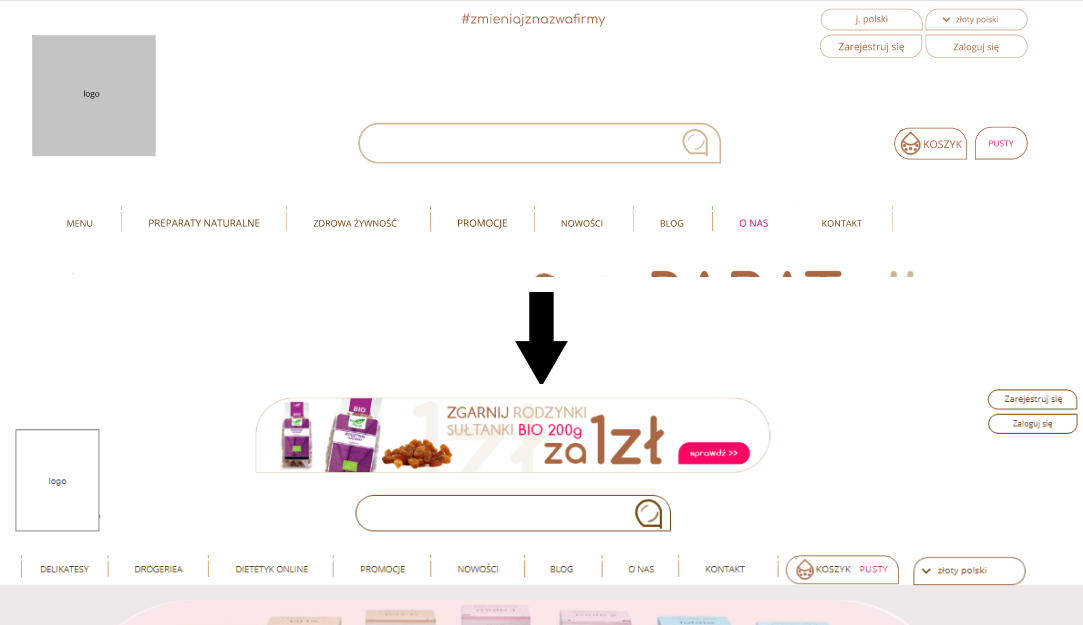 #zmieniajznazwafirmy
j. polski
złoty polski
Zarejestruj się
Zaloguj się
logo
KOSZYK
PUSTY
MENU
PREPARATY NATURALNE
ZDROWA ŻYWNOŚĆ
PROMOCJE
NOWOŚCI
BLOG
O NAS
KONTAKT
ZGARNIJ RODZYNKI
SUŁTANKI BIO 200g
za 1zł
sprawdź >>
BIO
Zarejestruj się
Zaloguj się
logo
DELIKATESY
DROGERIEA
DIETETYK ONLINE
PROMOCJE
NOWOŚCI
BLOG
O NAS
KONTAKT
KOSZYK PUSTY
złoty polski